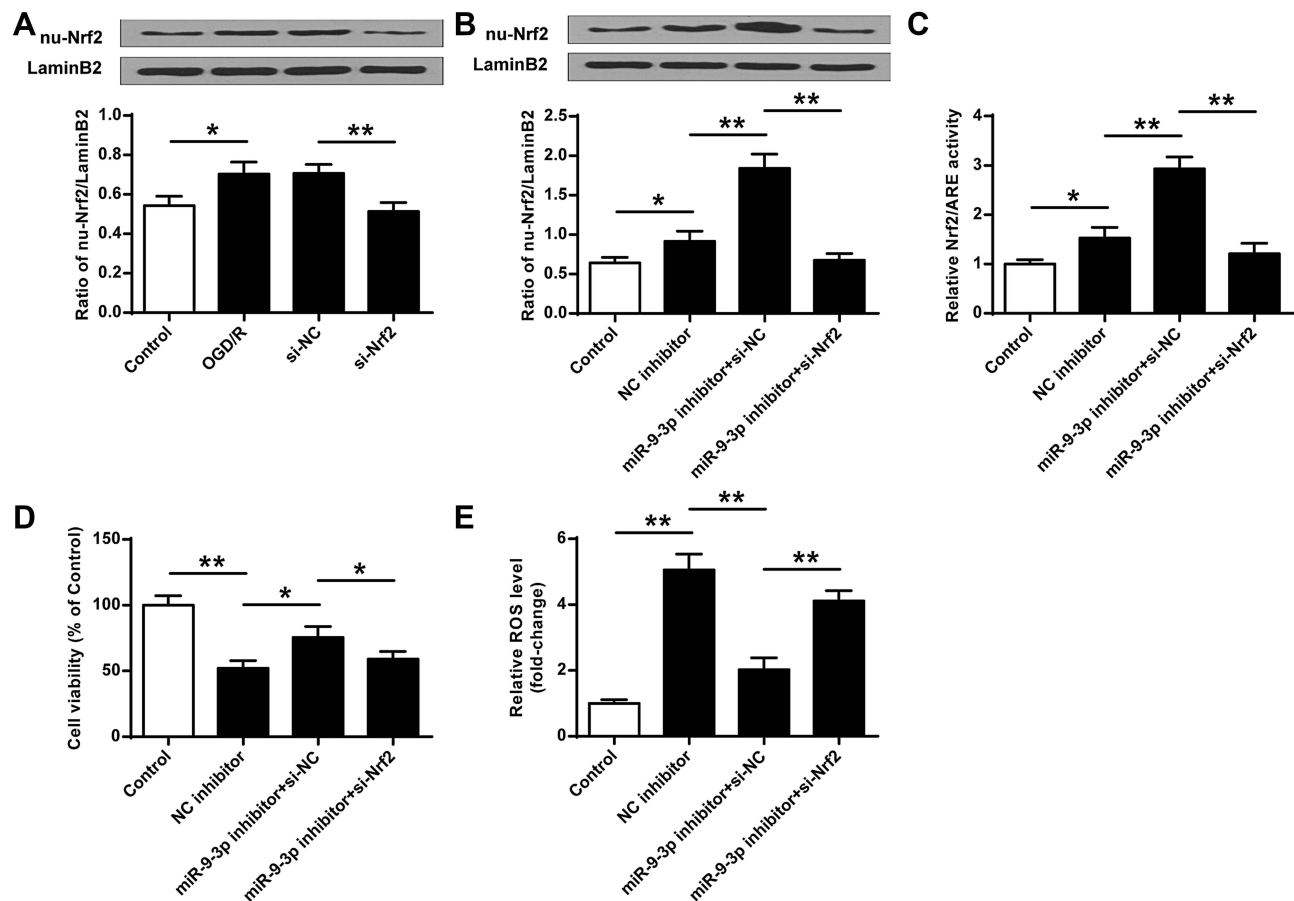 A
nu-Nrf2
LaminB2
Ratio of nu-Nrf2/LaminB2
1.0
0.8
0.6
0.4
0.2
0.0
*
**
Control
OGD/R
si-NC
si-Nrf2
B
nu-Nrf2
LaminB2
Ratio of nu-Nrf2/LaminB2
2.5
2.0
1.5
1.0
0.5
0.0
*
**
**
Control
NC inhibitor
miR-9-3p inhibitor+si-NC
miR-9-3p inhibitor+si-Nrf2
C
Relative Nrf2/ARE activity
4
3
2
1
0
*
**
**
Control
NC inhibitor
miR-9-3p inhibitor+si-NC
miR-9-3p inhibitor+si-Nrf2
D
Cell viability (% of Control)
150
100
50
0
**
*
*
Control
NC inhibitor
miR-9-3p inhibitor+si-NC
miR-9-3p inhibitor+si-Nrf2
E
Relative ROS level
(fold-change)
6
4
2
0
**
**
**
Control
NC inhibitor
miR-9-3p inhibitor+si-NC
miR-9-3p inhibitor+si-Nrf2